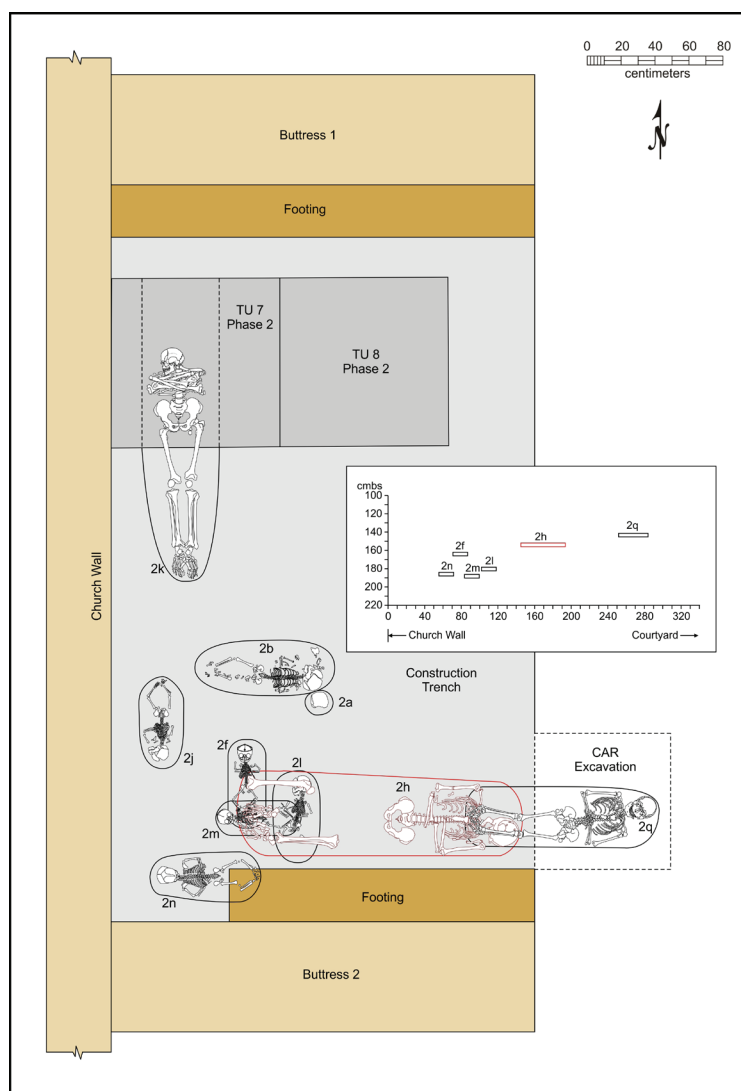 0 20 40 60 80
centimeters
N
Buttress 1
Footing
TU 7
Phase 2
TU 8
Phase 2
Church Wall
2k
cmbs
100
120
140
160
180
200
220
2n
2f
2m
2l
2h
2q
0 40 80 120 160 200 240 280 320
Church Wall
Courtyard
2b
2a
Construction
Trench
2j
2f
2l
2h
2m
CAR
Excavation
2q
2n
Footing
Buttress 2